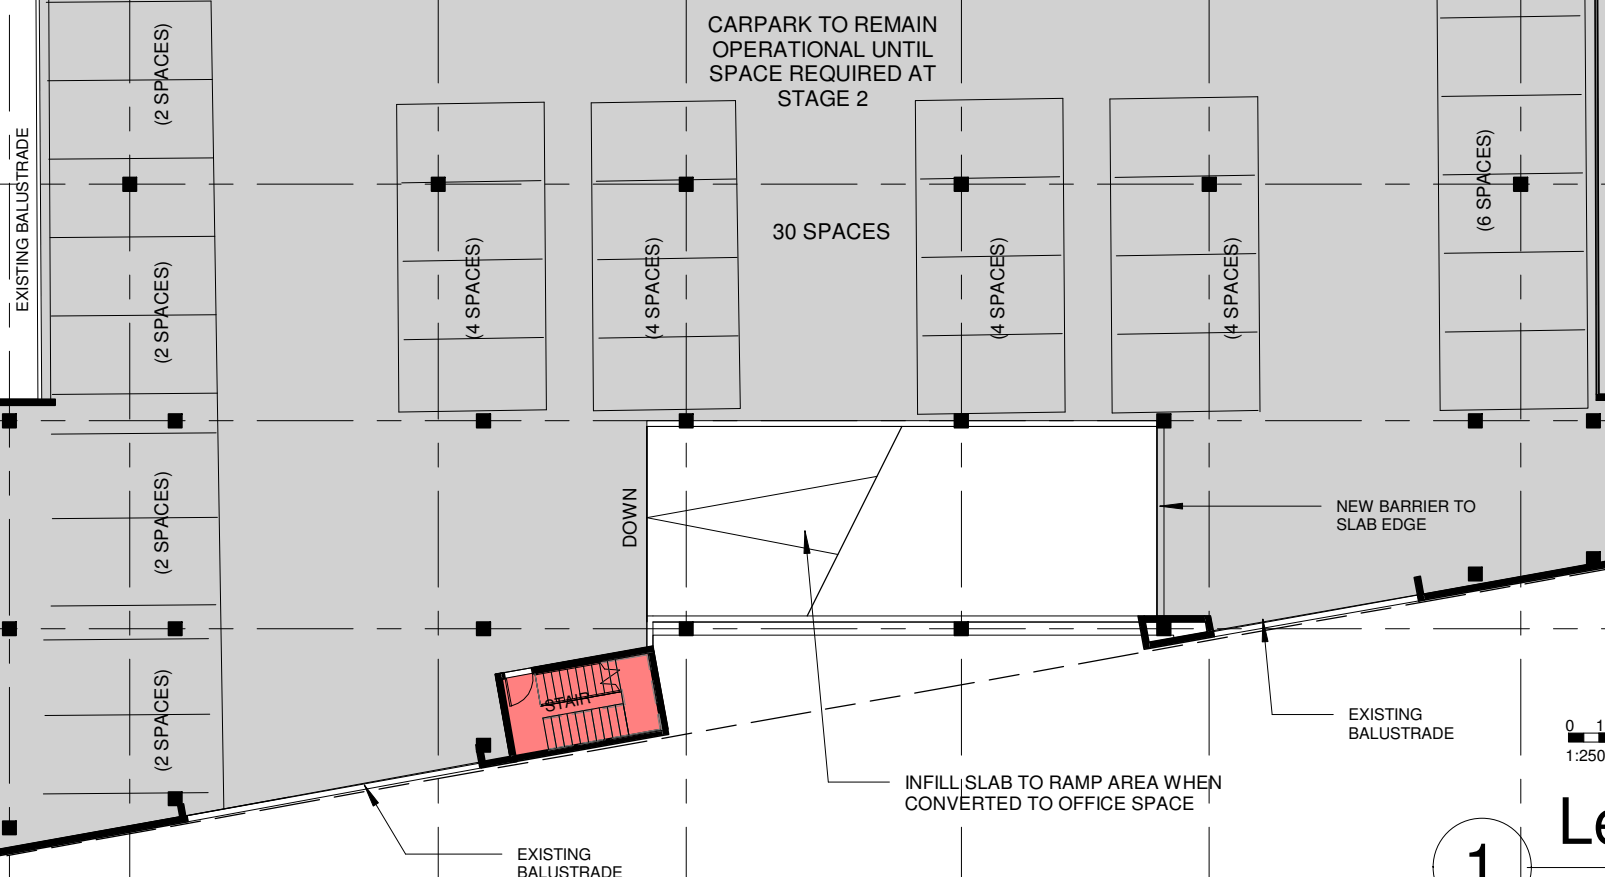 CARPARK TO REMAIN
OPERATIONAL UNTIL
SPACE REQUIRED AT
STAGE 2
(2 SPACES)
EXISTING BALUSTRADE
(6 SPACES)
30 SPACES
(2 SPACES)
(4 SPACES)
(4 SPACES)
(4 SPACES)
(4 SPACES)
(2 SPACES)
DOWN
NEW BARRIER TO
SLAB EDGE
(2 SPACES)
STAIR
EXISTING
BALUSTRADE
0 1
1:250
INFILL SLAB TO RAMP AREA WHEN
CONVERTED TO OFFICE SPACE
Le
1
EXISTING
BALUSTRADE